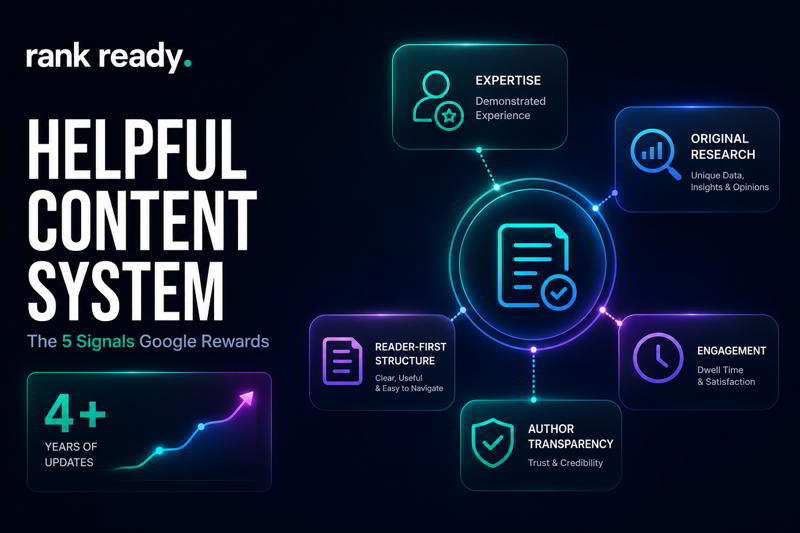 rank ready.
HELPFUL
CONTENT
SYSTEM
The 5 Signals Google Rewards
4+
YEARS OF
UPDATES
EXPERTISE
Demonstrated
Experience
ORIGINAL
RESEARCH
Unique Data,
Insights & Opinions
READER-FIRST
STRUCTURE
Clear, Useful
& Easy to Navigate
ENGAGEMENT
Dwell Time
& Satisfaction
AUTHOR
TRANSPARENCY
Trust & Credibility